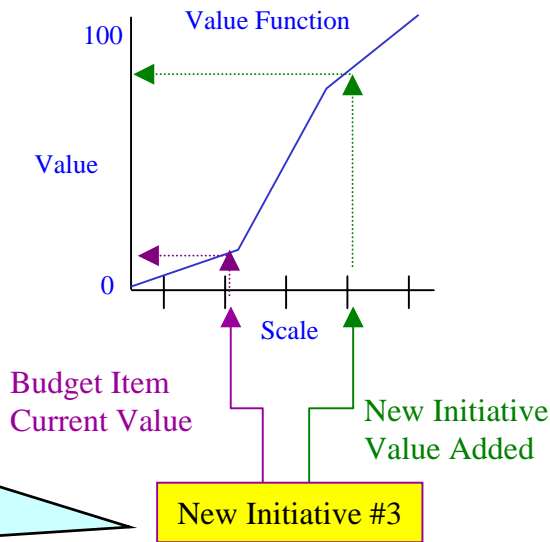 Value Function
100
Value
0
Scale
Budget Item
Current Value
New Initiative
Value Added
New Initiative #3